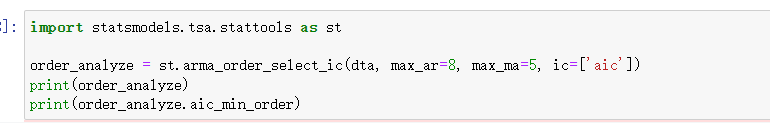 ]: import statsmodels.tsa.stattools as st
order_analyze = st.arma_order_select_ic(dta, max_ar=8, max_ma=5, ic=['aic'])
print(order_analyze)
print(order_analyze.aic_min_order)